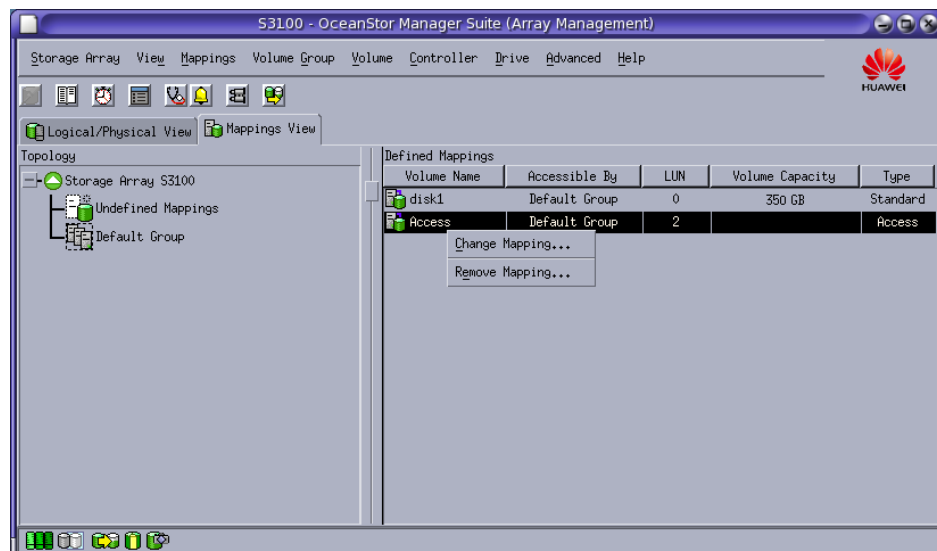 S3100 - OceanStor Manager Suite (Array Management)
Storage Array View Mappings Volume Group Volume Controller Drive Advanced Help
HUAWEI
Logical/Physical View Mappings View
Topology
Storage Array S3100
Undefined Mappings
Default Group
Defined Mappings
Volume Name Accessible By LUN Volume Capacity Type
disk1 Default Group 0 350 GB Standard
Access Default Group 2 Access
Change Mapping...
Remove Mapping...